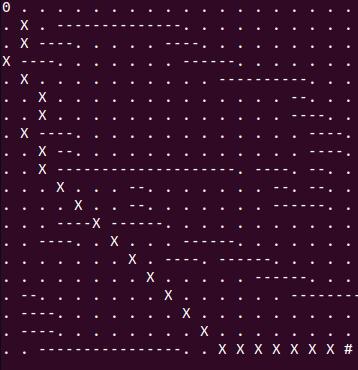 0 . . . . . . . . . . . . . . . . . . .
. X . --------------. . . . . . . . . .
. X ----. . . . . ----. . . . . . . . .
X ----. . . . . . . ------. . . . . . .
. X . . . . . . . . . . ----------. . .
. . X . . . . . . . . . . . . . --. . .
. . X . . . . . . . . . . . . . ----. .
. X ----. . . . . . . . . . . . . ----.
. . X --. . . . . . . . . . . . . ----.
. . X --------------------. ----. --. .
. . . X . . . --. . . . . . . --. --. .
. . . . X . . --. . . . . . . ------. .
. . . ----X ------. . . . . . . . . . .
. . ----. . X . . . ------. . . . . . .
. . . . . . . X . ----. ------. . . . .
. . . . . . . . X . . . . . ------. . .
. --. . . . . . . X . . . . . . --------
. ----. . . . . . . X . . . . . . . . .
. ----. . . . . . . . X . . . . . . . .
. . ----------------. . X X X X X X X #